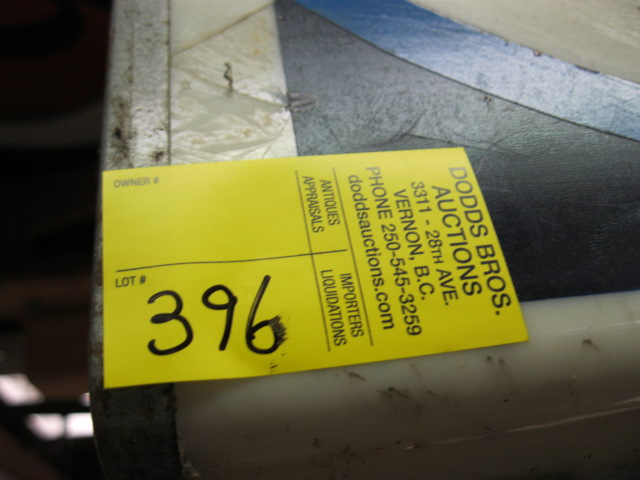 DODDS BROS.
AUCTIONS
3311 - 28TH AVE.
VERNON, B.C.
PHONE 250-545-3259
doddsauctions.com
ANTIQUES
APPRAISALS
IMPORTERS
LIQUIDATIONS
OWNER #
LOT #
396